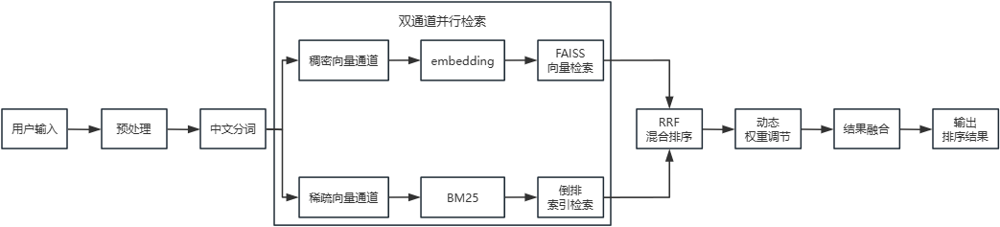 双通道并行检索
用户输入
预处理
中文分词
稠密向量通道
embedding
FAISS
向量检索
稀疏向量通道
BM25
倒排
索引检索
RRF
混合排序
动态
权重调节
结果融合
输出
排序结果